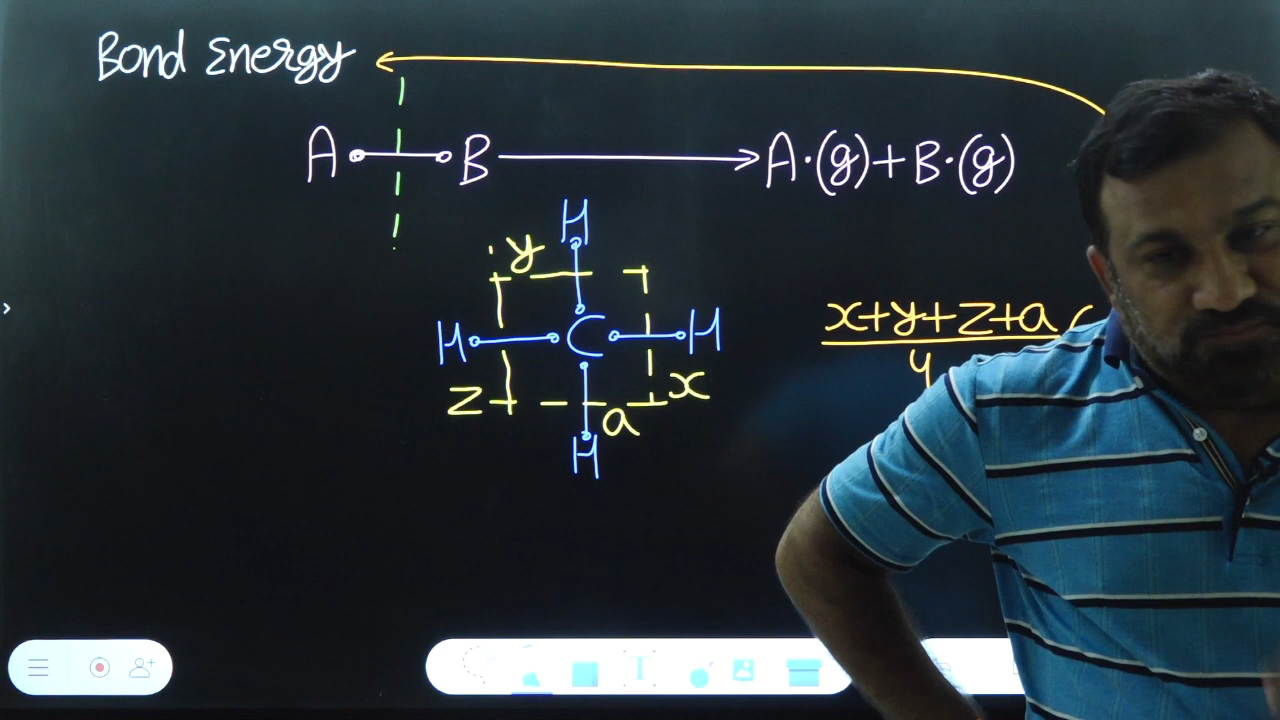 Bond Energy
A B → A·(g)+B·(g)
H
y
x+y+z+a
H C H
4
z x
a
H
T